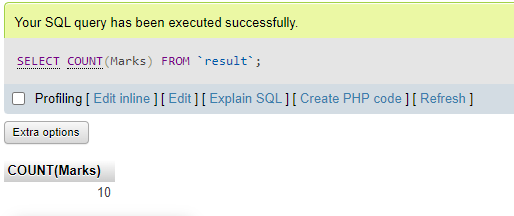 Your SQL query has been executed successfully.
SELECT COUNT(Marks) FROM `result`;
Profiling [ Edit inline ] [ Edit ] [ Explain SQL ] [ Create PHP code ] [ Refresh ]
Extra options
COUNT(Marks)
10